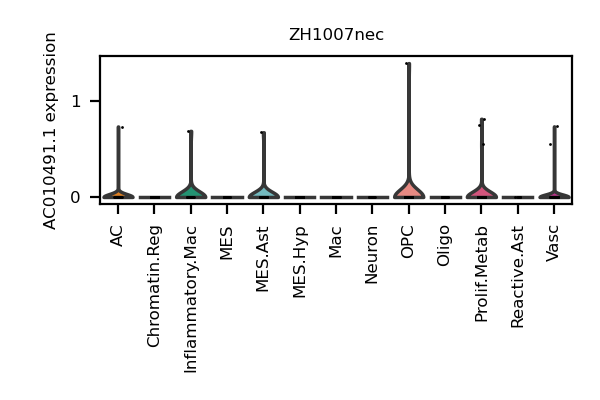 ZH1007nec
AC010491.1 expression
1
0
AC
Chromatin.Reg
Inflammatory.Mac
MES
MES.Ast
MES.Hyp
Mac
Neuron
OPC
Oligo
Prolif.Metab
Reactive.Ast
Vasc